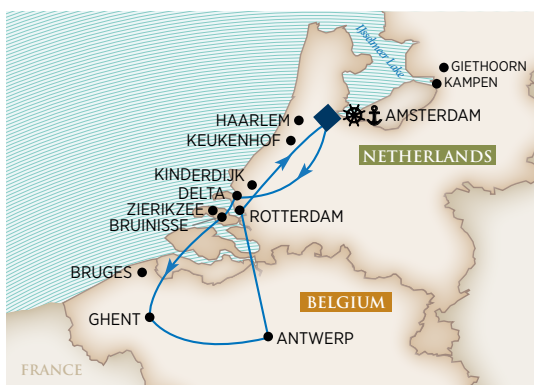 IJsselmeer Lake
GIETHOORN
KAMPEN
HAARLEM
AMSTERDAM
KEUKENHOF
NETHERLANDS
KINDERDIJK
DELTA
ZIERIKZEE
ROTTERDAM
BRUINISSE
BRUGES
BELGIUM
GHENT
ANTWERP
FRANCE